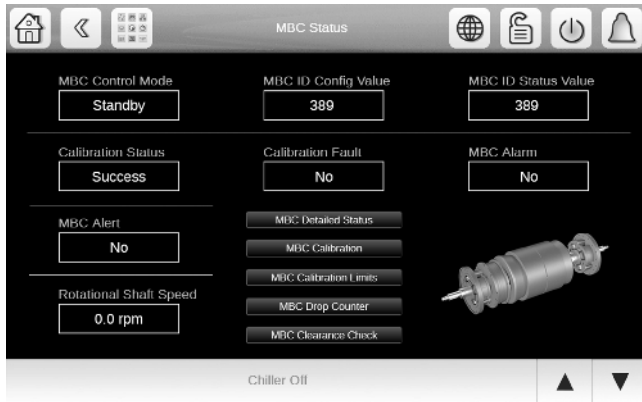 MBC Status
MBC Control Mode
MBC ID Config Value
MBC ID Status Value
Standby
389
389
Calibration Status
Calibration Fault
MBC Alarm
Success
No
No
MBC Alert
No
MBC Detailed Status
MBC Calibration
MBC Calibration Limits
MBC Drop Counter
MBC Clearance Check
Rotational Shaft Speed
0.0 rpm
Chiller Off